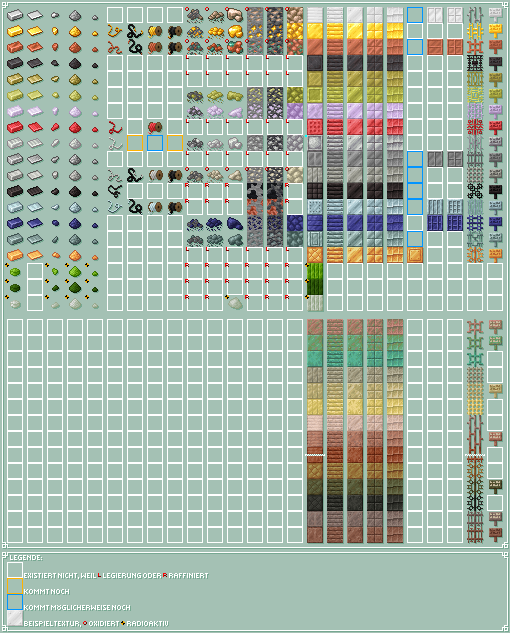 LEGENDE:
EXISTIERT NICHT, WEIL L LEGIERUNG ODER R RAFFINIERT
KOMMT NOCH
KOMMT MÖGLICHERWEISE NOCH
BEISPIELTEXTUR, OXIDIERT RADIOAKTIV